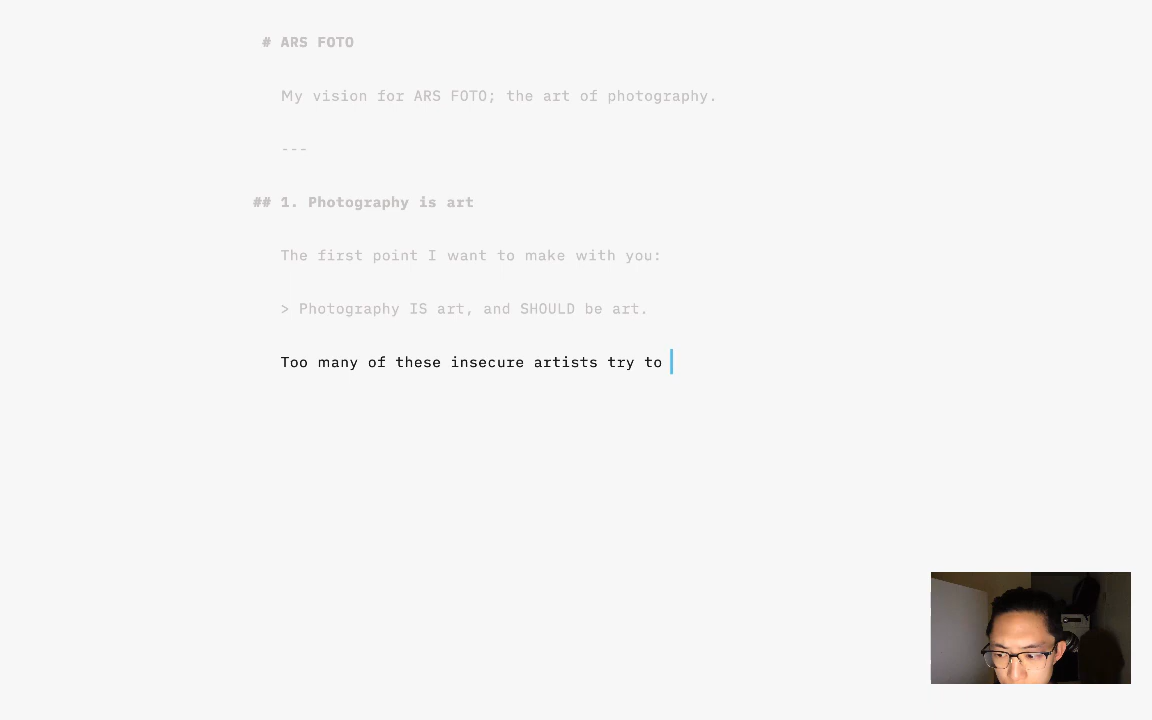 # ARS FOTO
My vision for ARS FOTO; the art of photography.
---
## 1. Photography is art
The first point I want to make with you:
> Photography IS art, and SHOULD be art.
Too many of these insecure artists try to